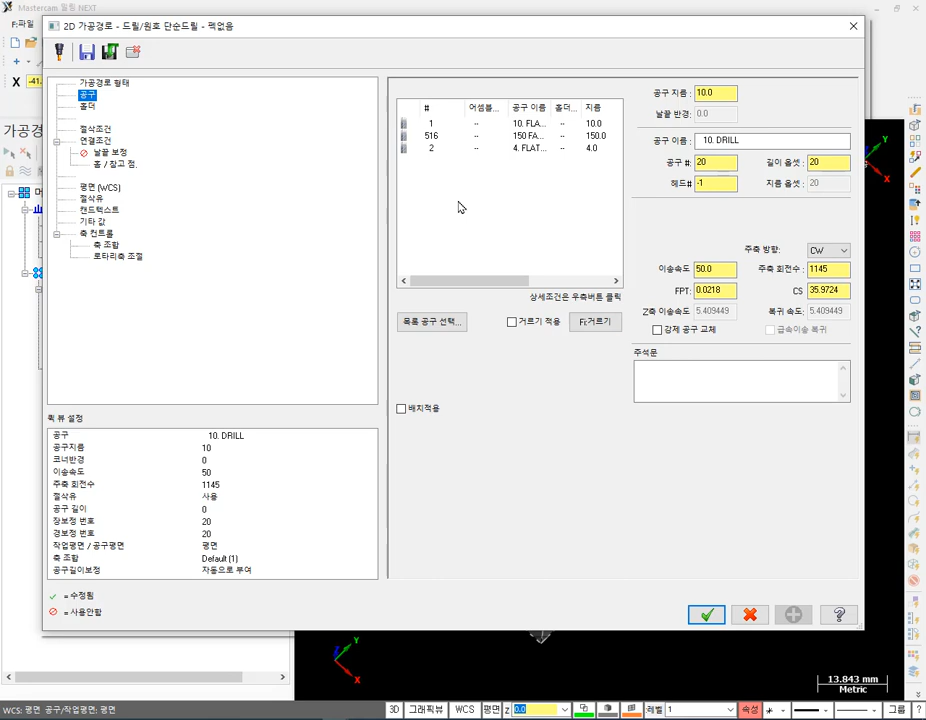 Mastercam 밀링 NEXT
F:파일
2D 가공경로 - 드릴/원호 단순드릴 - 펙없음
X -41.
가공경로 형태
공구
홀더
절삭조건
연결조건
날끝 보정
홈 / 참고 점.
평면 (WCS)
절삭유
캔드텍스트
기타 값
축 컨트롤
축 조합
로타리축 조절
# 어셈블... 공구 이름 홀더... 지름
1 -- 10. FLA... -- 10.0
516 -- 150 FA... -- 150.0
2 -- 4. FLAT... -- 4.0
상세조건은 우측버튼 클릭
목록 공구 선택...
거르기 적용
F:거르기
배치적용
공구 지름 : 10.0
날끝 반경: 0.0
공구 이름: 10. DRILL
공구 #: 20 길이 옵셋: 20
헤드# -1 지름 옵셋: 20
주축 방향: CW
이송속도 50.0 주축 회전수: 1145
FPT: 0.0218 CS 35.9724
Z축 이송속도 5.409449 복귀 속도: 5.409449
강제 공구 교체 급속이송 복귀
주석문
퀵 뷰 설정
공구 10. DRILL
공구지름 10
코너반경 0
이송속도 50
주축 회전수 1145
절삭유 사용
공구 길이 0
장보정 번호 20
경보정 번호 20
작업평면 / 공구평면 평면
축 조합 Default (1)
공구길이보정 자동으로 부여
= 수정됨
= 사용안함
가공경
Y
X
Y
X
13.843 mm
Metric
WCS: 평면 공구/작업평면: 평면
3D 그래픽뷰 WCS 평면 Z 0.0 레벨 1 속성 그룹 ?